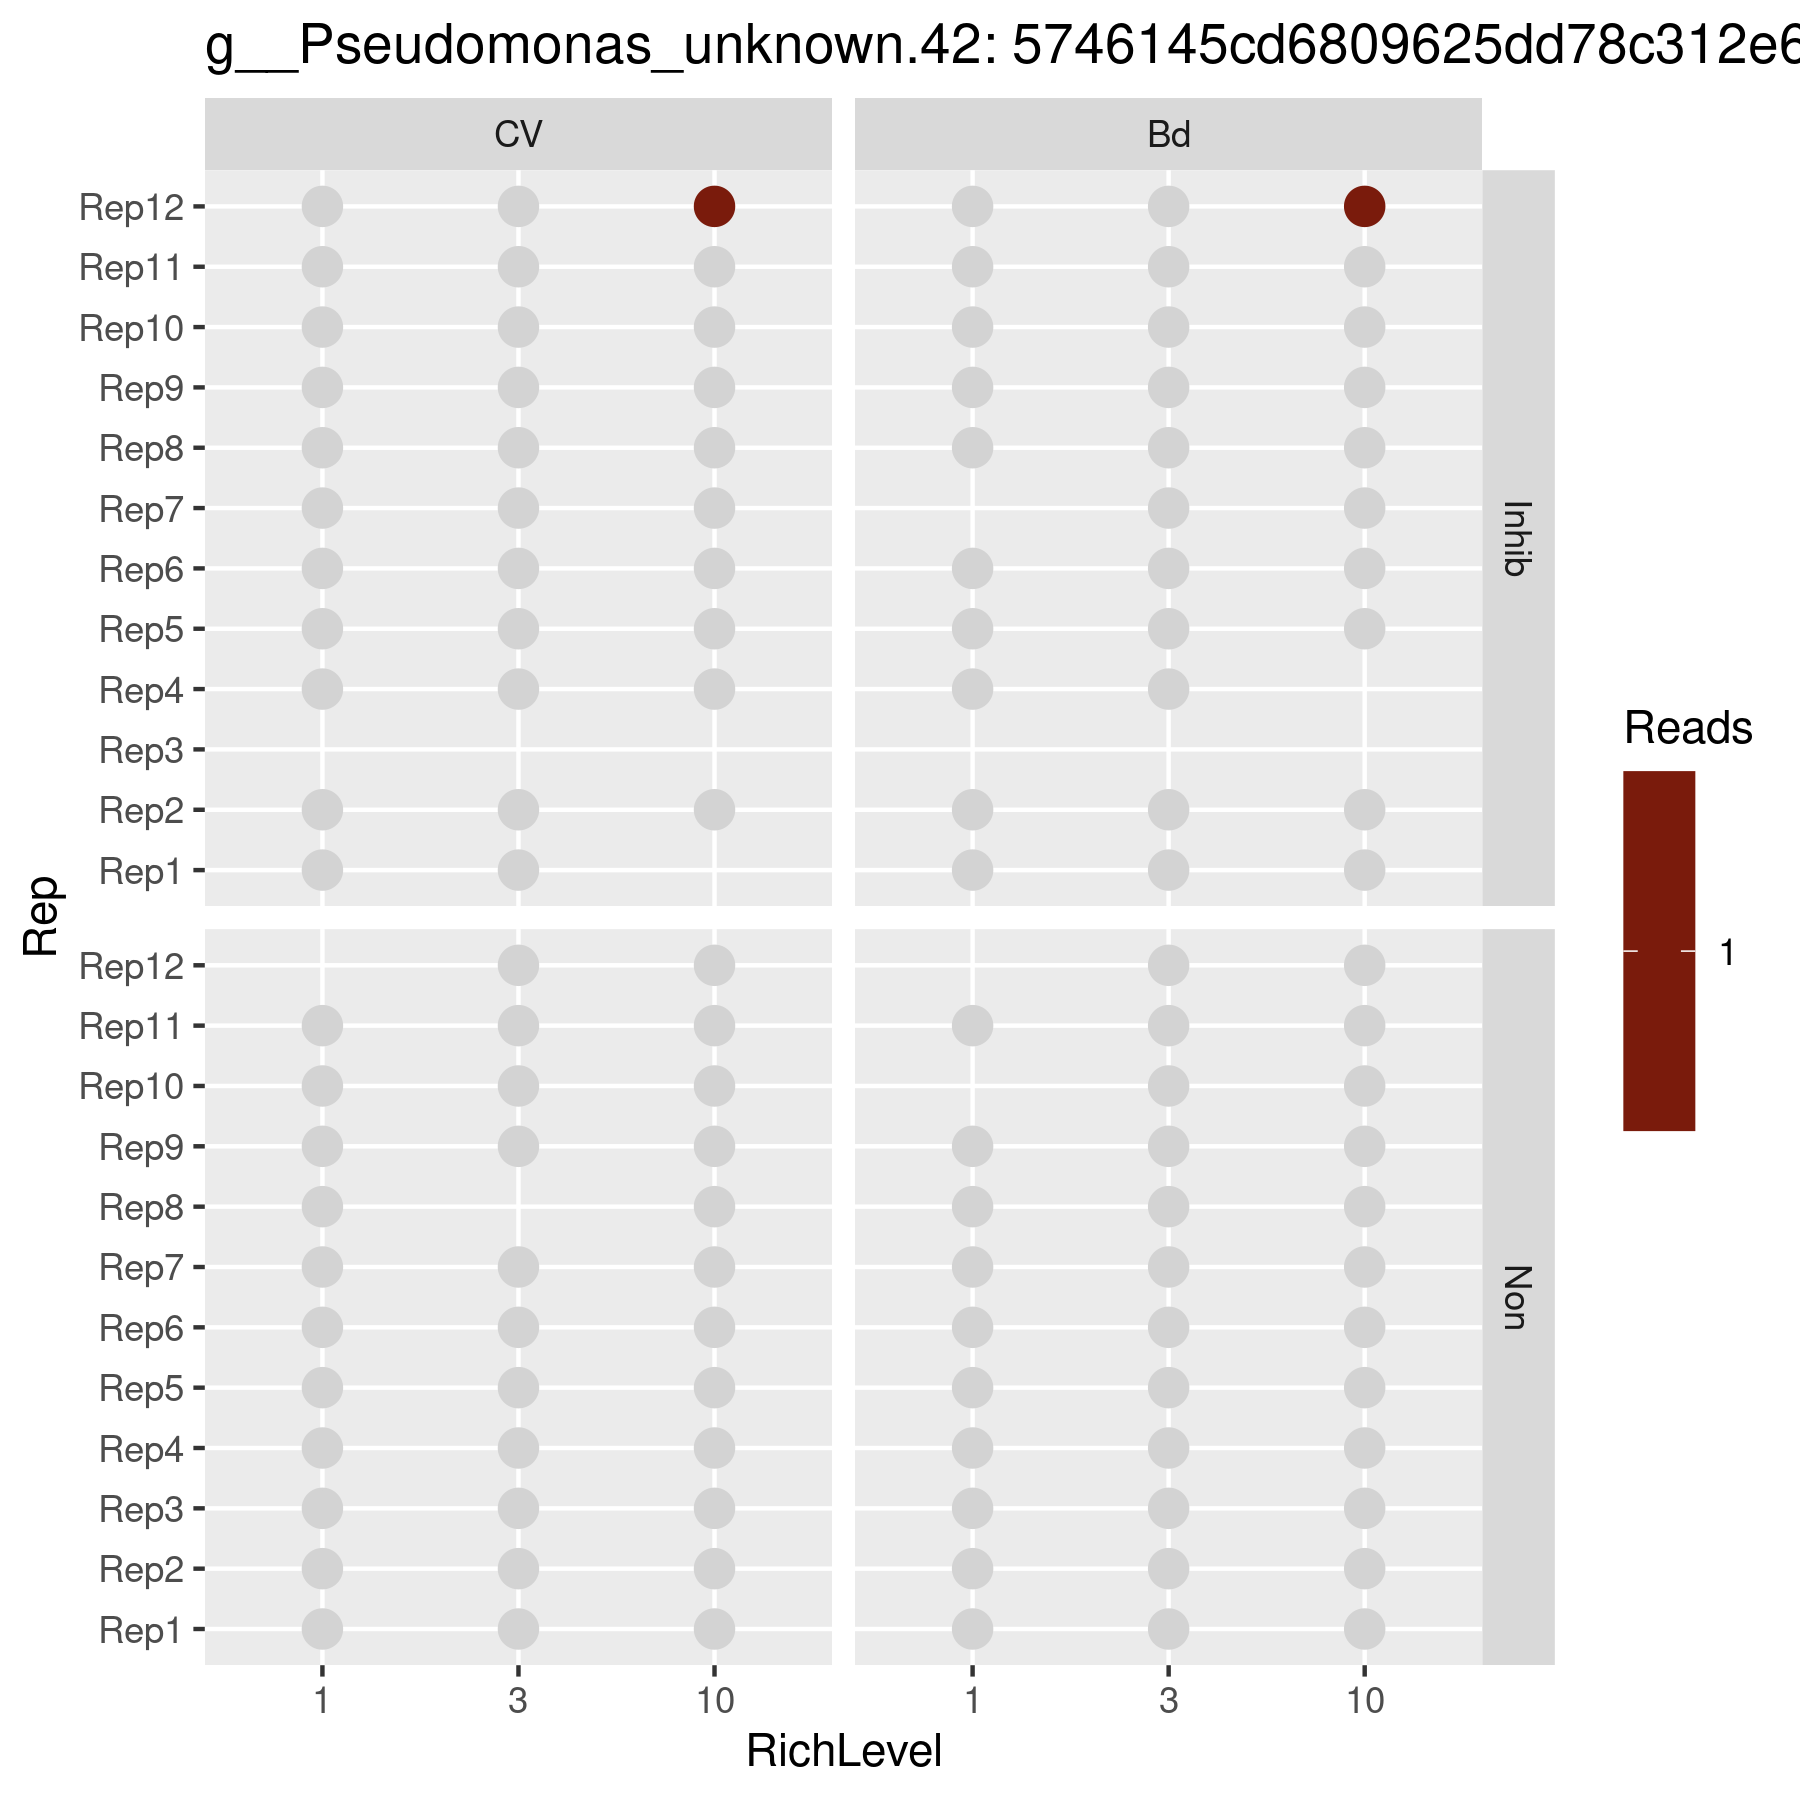 g__Pseudomonas_unknown.42: 5746145cd6809625dd78c312e6
CV
Bd
Rep12
Rep11
Rep10
Rep9
Rep8
Rep7
Rep6
Rep5
Rep4
Rep3
Rep2
Rep1
Inhib
Rep12
Rep11
Rep10
Rep9
Rep8
Rep7
Rep6
Rep5
Rep4
Rep3
Rep2
Rep1
Non
Rep
1 3 10
1 3 10
RichLevel
Reads
1